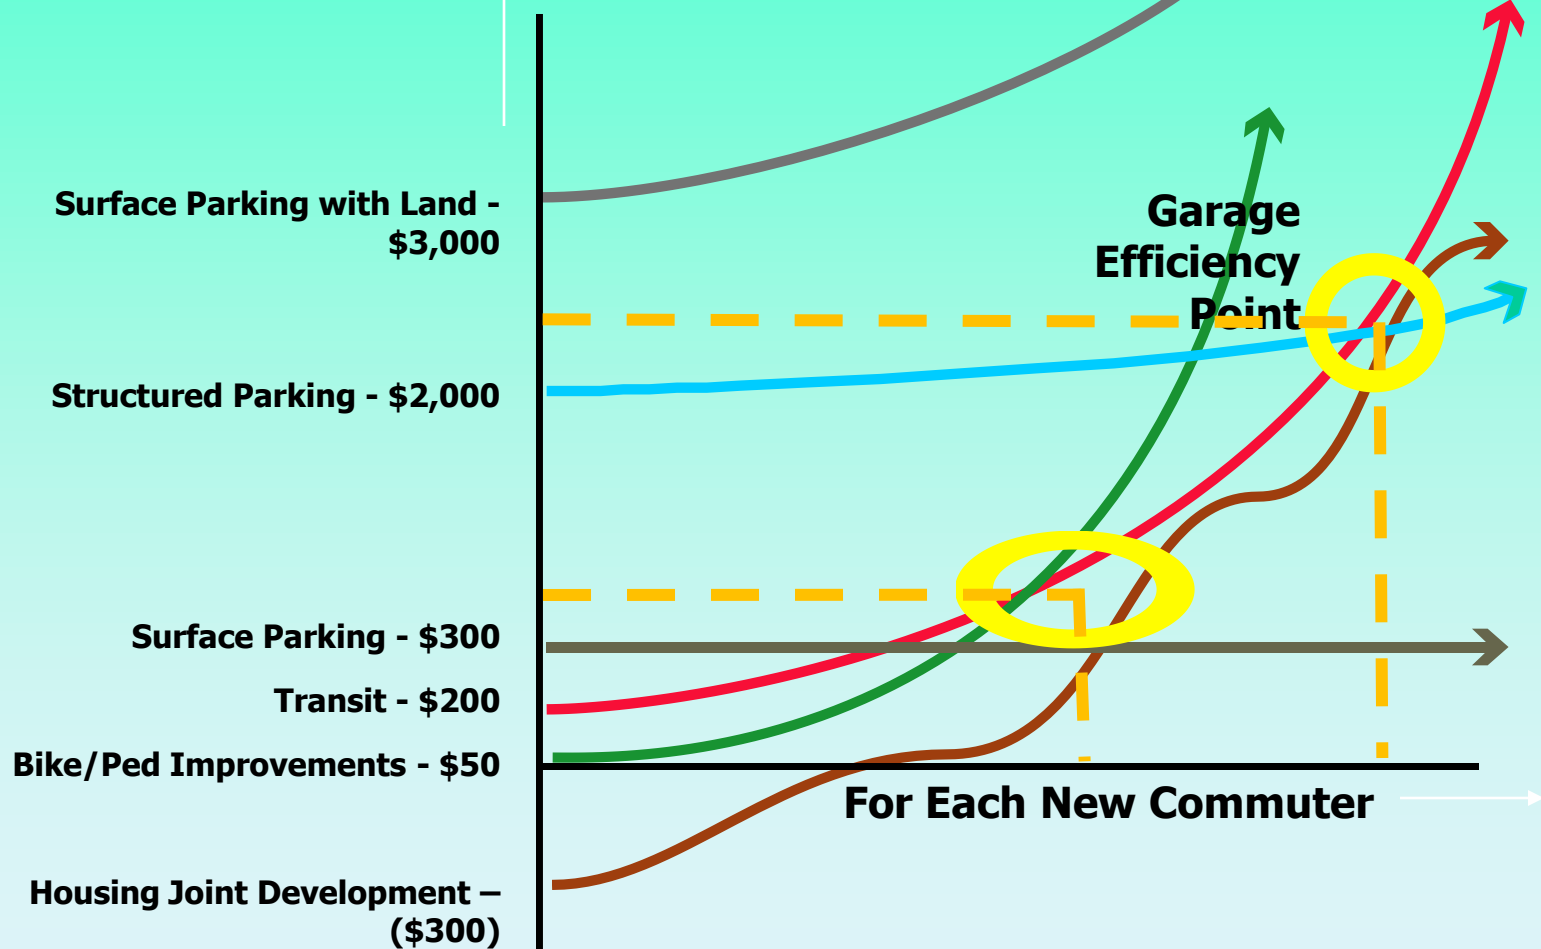 Surface Parking with Land -
$3,000
Garage
Efficiency
Point
Structured Parking - $2,000
Surface Parking - $300
Transit - $200
Bike/Ped Improvements - $50
For Each New Commuter
Housing Joint Development –
($300)